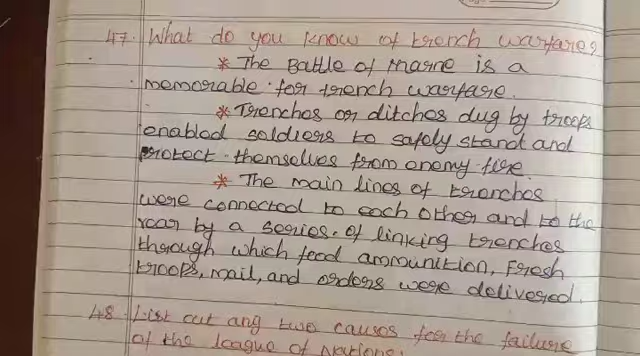 47. What do you know of trench warfare?
* The Battle of Marne is a
memorable for trench warfare.
* Trenches or ditches dug by troops
enabled soldiers to safely stand and
protect themselves from enemy fire.
* The main lines of trenches
were connected to each other and to the
rear by a series of linking trenches
through which food ammunition, Fresh
troops, mail, and orders were delivered.
48. List out any two causes for the failure
of the league of Nations.